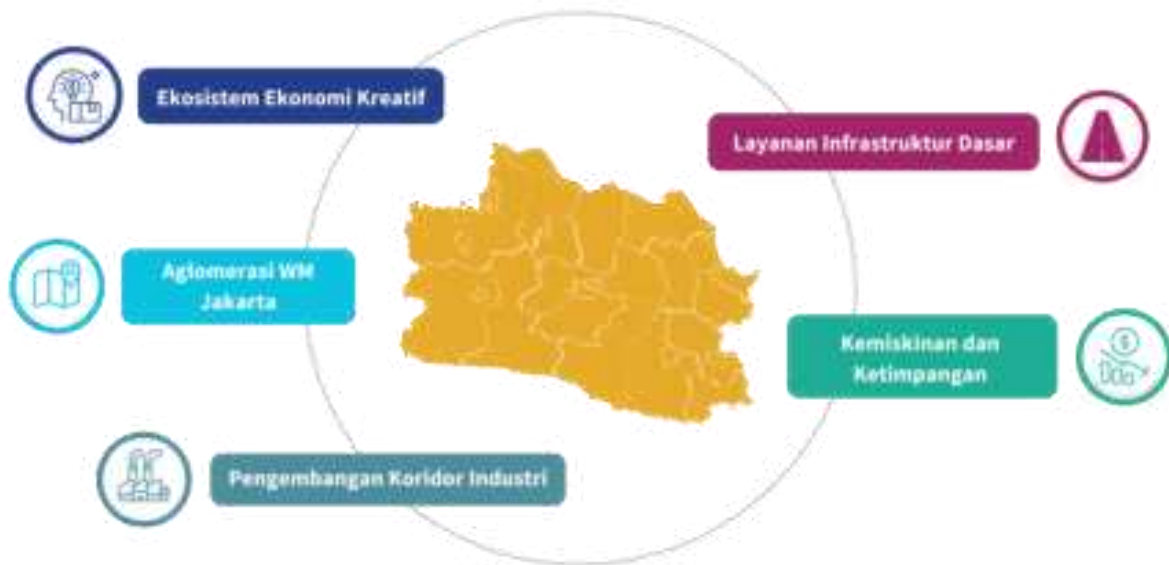 Ekosistem Ekonomi Kreatif
Layanan Infrastruktur Dasar
Aglomerasi WM
Jakarta
Kemiskinan dan
Ketimpangan
Pengembangan Koridor Industri